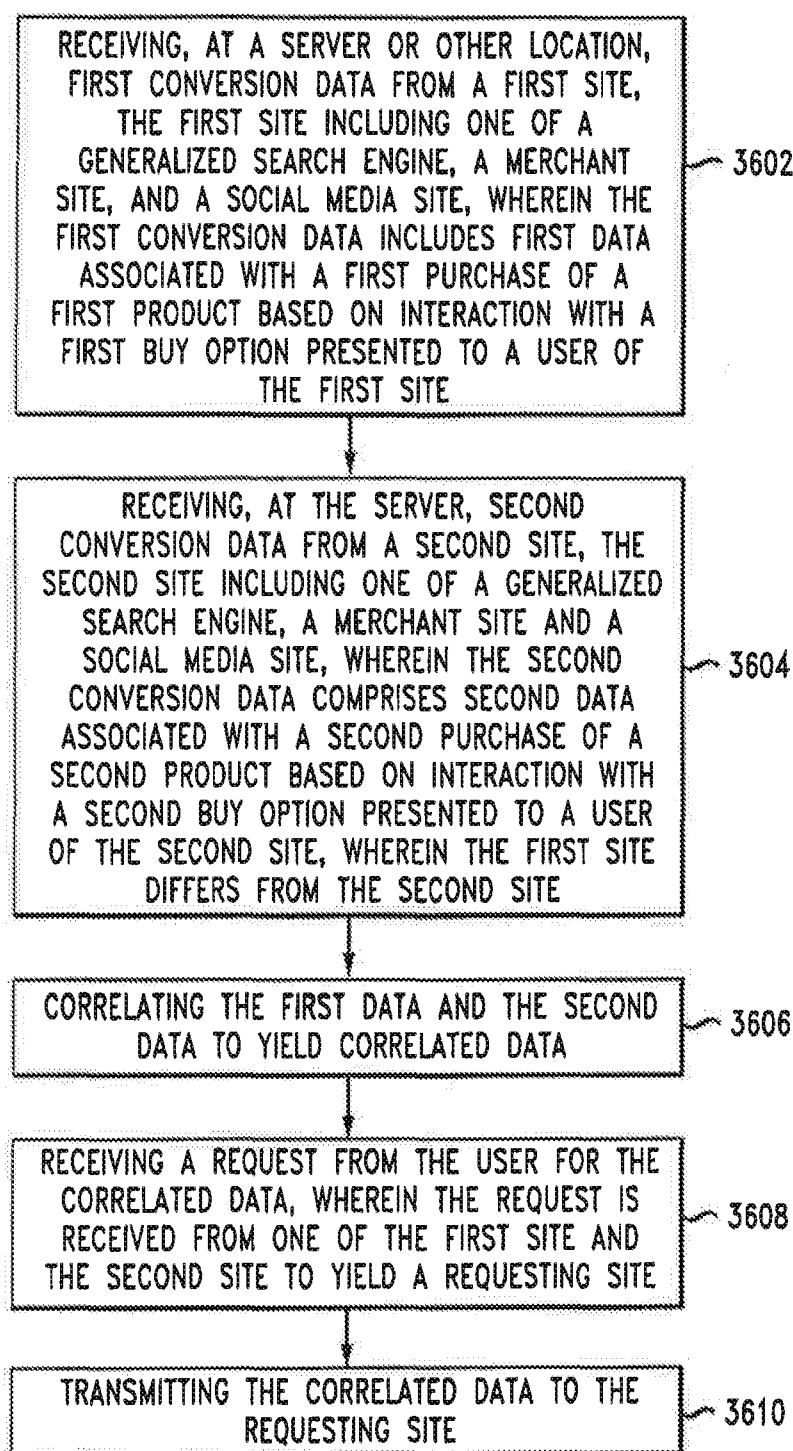 RECEIVING, AT A SERVER OR OTHER LOCATION,
FIRST CONVERSION DATA FROM A FIRST SITE,
THE FIRST SITE INCLUDING ONE OF A
GENERALIZED SEARCH ENGINE, A MERCHANT
SITE, AND A SOCIAL MEDIA SITE, WHEREIN THE
FIRST CONVERSION DATA INCLUDES FIRST DATA
ASSOCIATED WITH A FIRST PURCHASE OF A
FIRST PRODUCT BASED ON INTERACTION WITH A
FIRST BUY OPTION PRESENTED TO A USER OF
THE FIRST SITE
3602
RECEIVING, AT THE SERVER, SECOND
CONVERSION DATA FROM A SECOND SITE, THE
SECOND SITE INCLUDING ONE OF A GENERALIZED
SEARCH ENGINE, A MERCHANT SITE AND A
SOCIAL MEDIA SITE, WHEREIN THE SECOND
CONVERSION DATA COMPRISES SECOND DATA
ASSOCIATED WITH A SECOND PURCHASE OF A
SECOND PRODUCT BASED ON INTERACTION WITH
A SECOND BUY OPTION PRESENTED TO A USER
OF THE SECOND SITE, WHEREIN THE FIRST SITE
DIFFERS FROM THE SECOND SITE
3604
CORRELATING THE FIRST DATA AND THE SECOND
DATA TO YIELD CORRELATED DATA
3606
RECEIVING A REQUEST FROM THE USER FOR THE
CORRELATED DATA, WHEREIN THE REQUEST IS
RECEIVED FROM ONE OF THE FIRST SITE AND
THE SECOND SITE TO YIELD A REQUESTING SITE
3608
TRANSMITTING THE CORRELATED DATA TO THE
REQUESTING SITE
3610